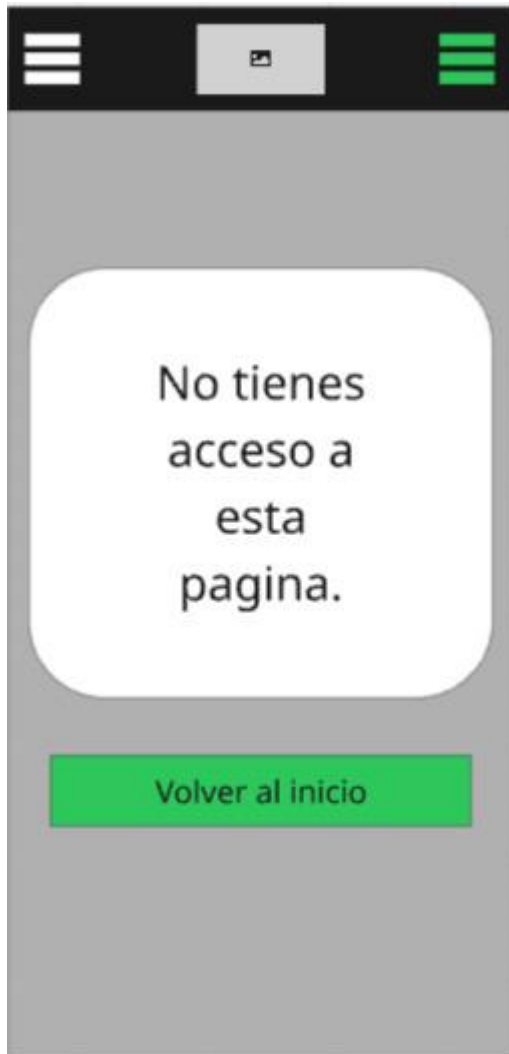 No tienes
acceso a
esta
pagina.
Volver al inicio